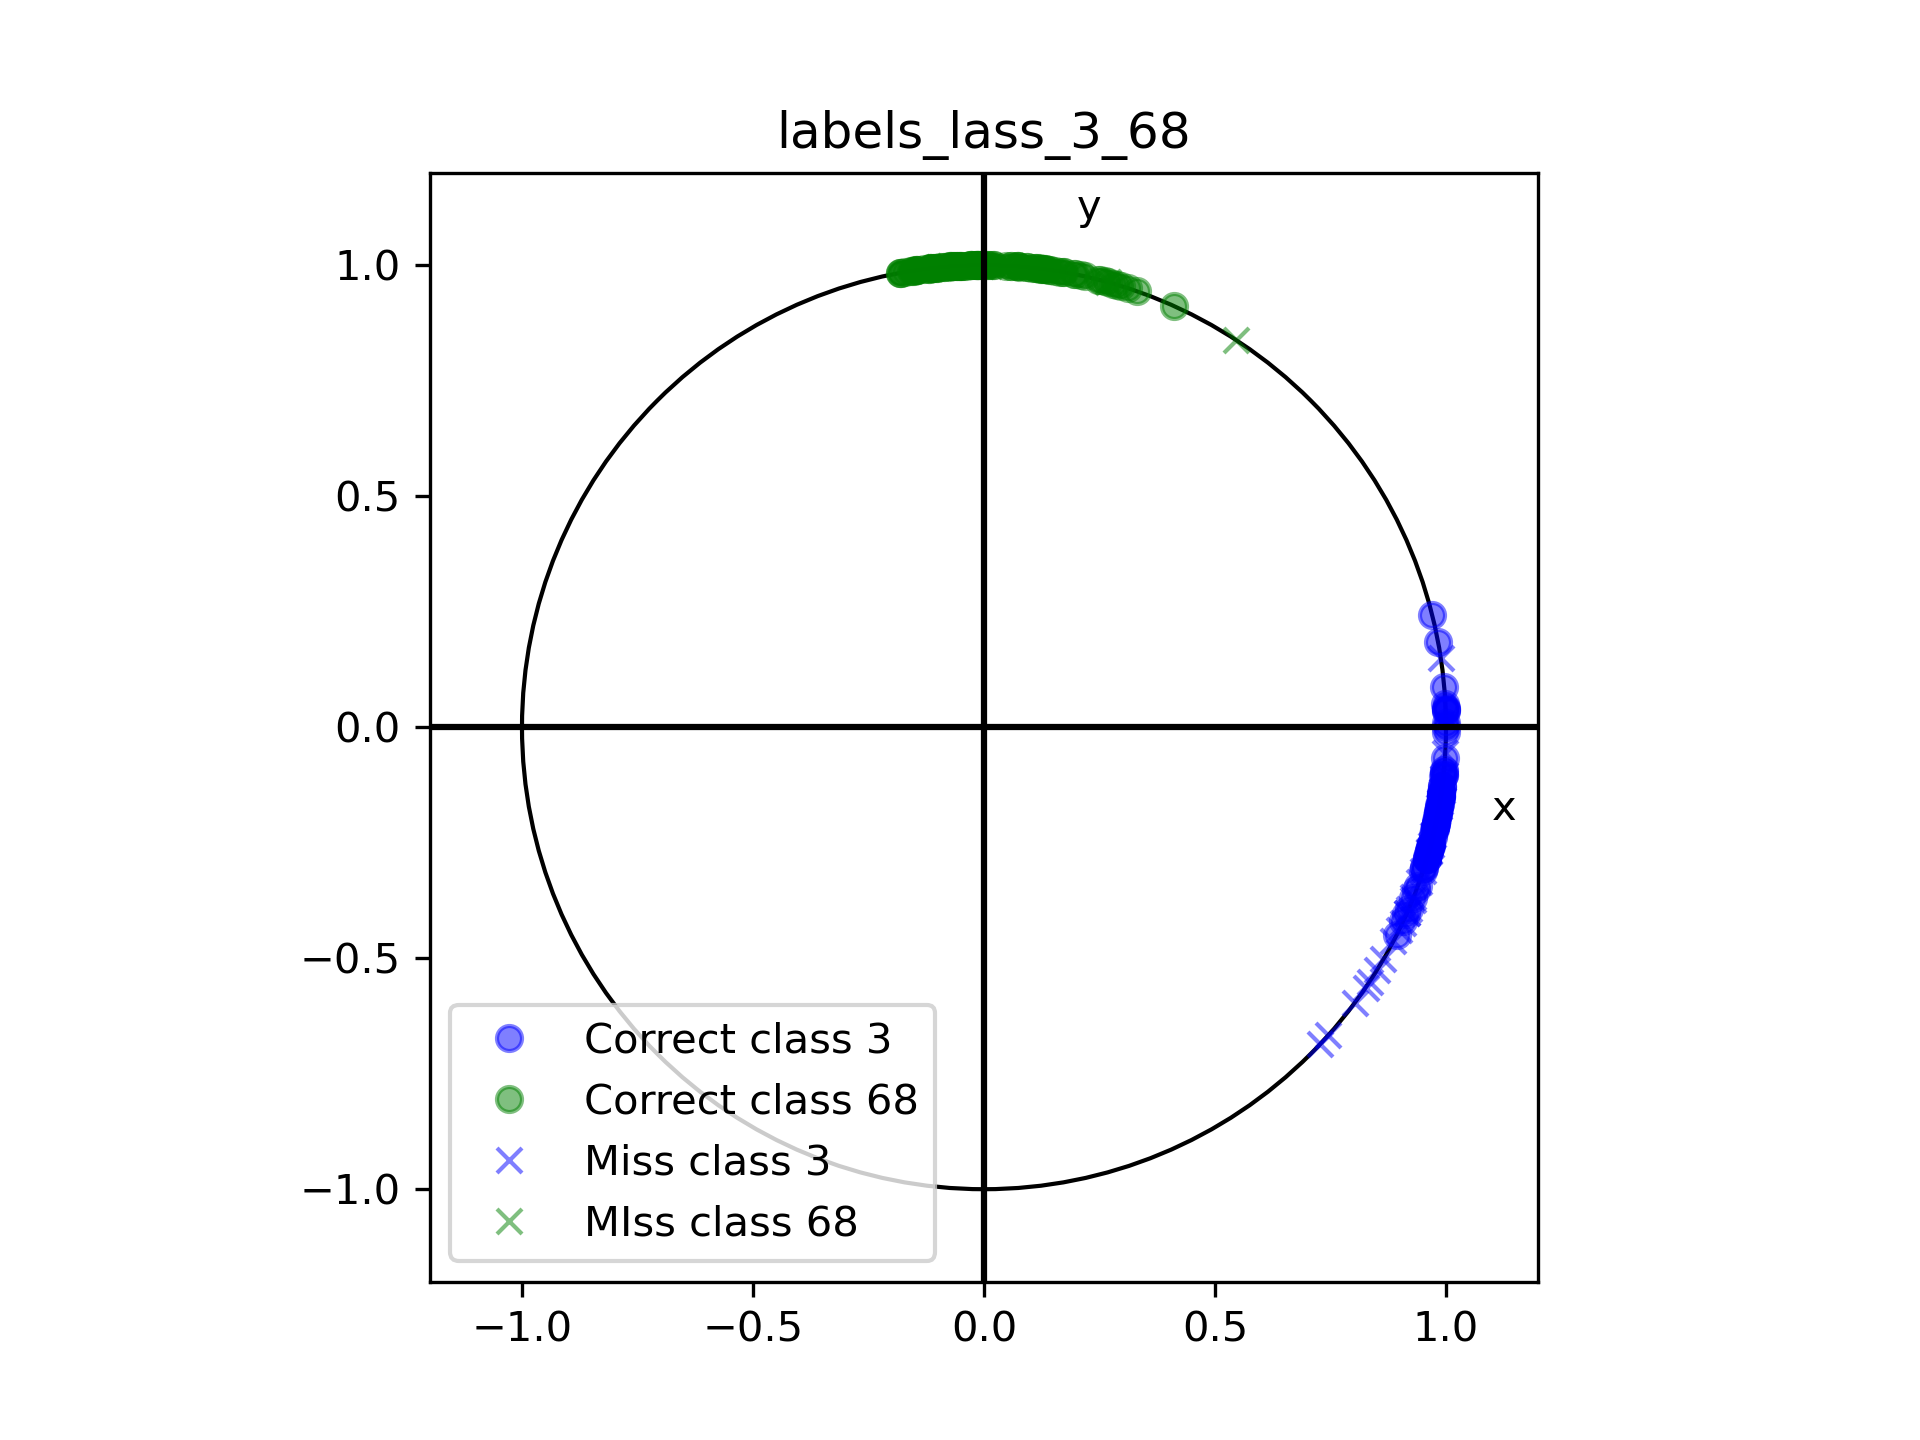 labels_lass_3_68
y
1.0
0.5
0.0
x
−0.5
−1.0
Correct class 3
Correct class 68
Miss class 3
MIss class 68
−1.0 −0.5 0.0 0.5 1.0